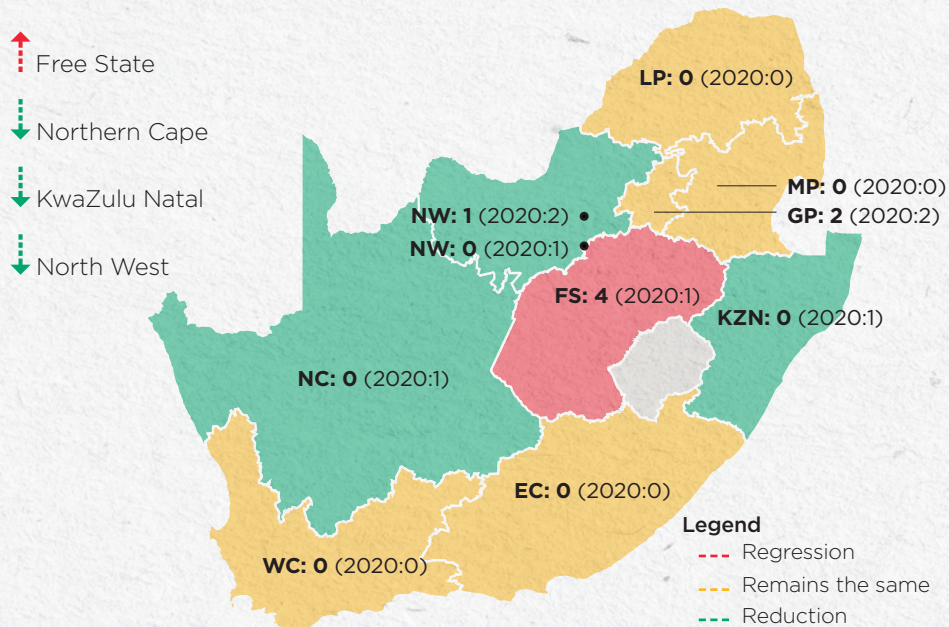 Free State
Northern Cape
KwaZulu Natal
North West
LP: 0 (2020:0)
MP: 0 (2020:0)
GP: 2 (2020:2)
NW: 1 (2020:2)
NW: 0 (2020:1)
FS: 4 (2020:1)
KZN: 0 (2020:1)
NC: 0 (2020:1)
EC: 0 (2020:0)
WC: 0 (2020:0)
Legend
Regression
Remains the same
Reduction